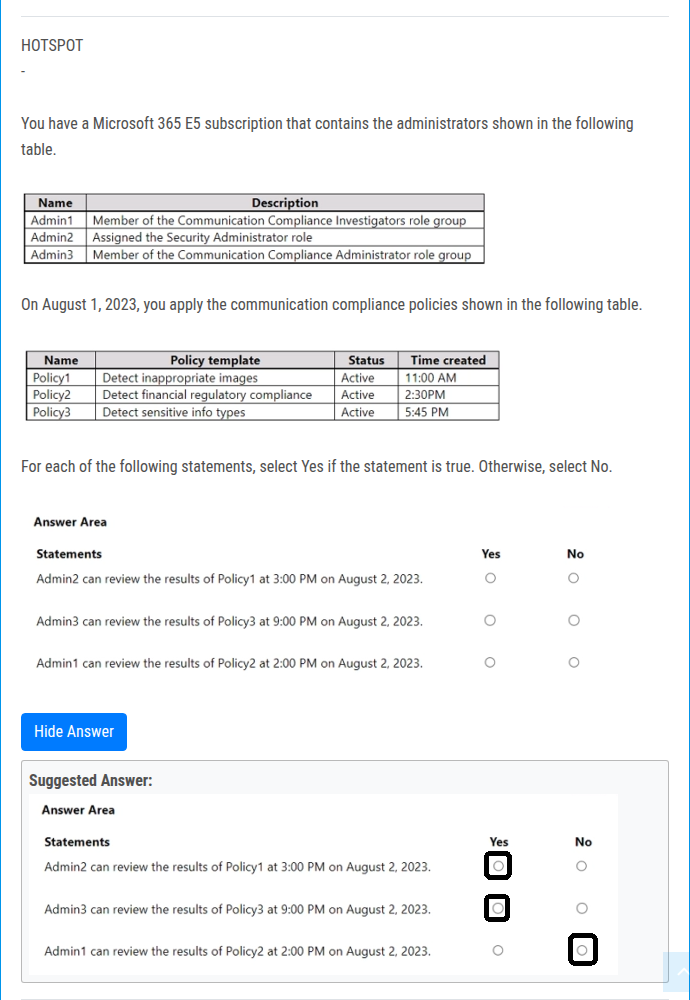 HOTSPOT
-
You have a Microsoft 365 E5 subscription that contains the administrators shown in the following
table.
Name Description
Admin1 Member of the Communication Compliance Investigators role group
Admin2 Assigned the Security Administrator role
Admin3 Member of the Communication Compliance Administrator role group
On August 1, 2023, you apply the communication compliance policies shown in the following table.
Name Policy template Status Time created
Policy1 Detect inappropriate images Active 11:00 AM
Policy2 Detect financial regulatory compliance Active 2:30PM
Policy3 Detect sensitive info types Active 5:45 PM
For each of the following statements, select Yes if the statement is true. Otherwise, select No.
Answer Area
Statements Yes No
Admin2 can review the results of Policy1 at 3:00 PM on August 2, 2023.
Admin3 can review the results of Policy3 at 9:00 PM on August 2, 2023.
Admin1 can review the results of Policy2 at 2:00 PM on August 2, 2023.
Hide Answer
Suggested Answer:
Answer Area
Statements Yes No
Admin2 can review the results of Policy1 at 3:00 PM on August 2, 2023.
Admin3 can review the results of Policy3 at 9:00 PM on August 2, 2023.
Admin1 can review the results of Policy2 at 2:00 PM on August 2, 2023.